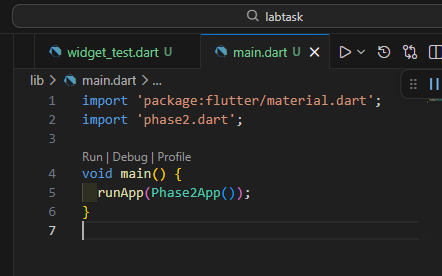 labtask
widget_test.dart U
main.dart U
lib > main.dart > ...
1 import 'package:flutter/material.dart';
2 import 'phase2.dart';
3
Run | Debug | Profile
4 void main() {
5 runApp(Phase2App());
6 }
7